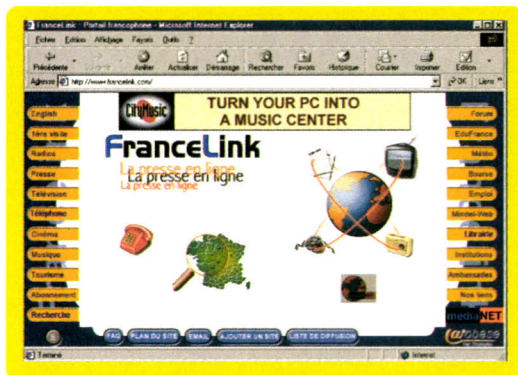 FranceLink : Portail francophone - Microsoft Internet Explorer
Fichier Edition Affichage Favoris Outils ?
Précédente Arrêter Actualiser Démarrage Rechercher Favoris Historique Courrier Imprimer Edition
Adresse http://www.francelink.com/ OK Liens
CityMusic
TURN YOUR PC INTO
A MUSIC CENTER
English
1ère visite
Radios
Presse
Télévision
Téléphone
Cinéma
Musique
Tourisme
Abonnement
Recherche
FranceLink
La presse en ligne
La presse en ligne
La presse en ligne
Forum
EduFrance
Météo
Bourse
Emploi
Minitel-Web
Librairie
Institutions
Ambassades
Nos liens
mediaNET
FAQ PLAN DU SITE EMAIL AJOUTER UN SITE LISTE DE DIFFUSION
Terminé Internet